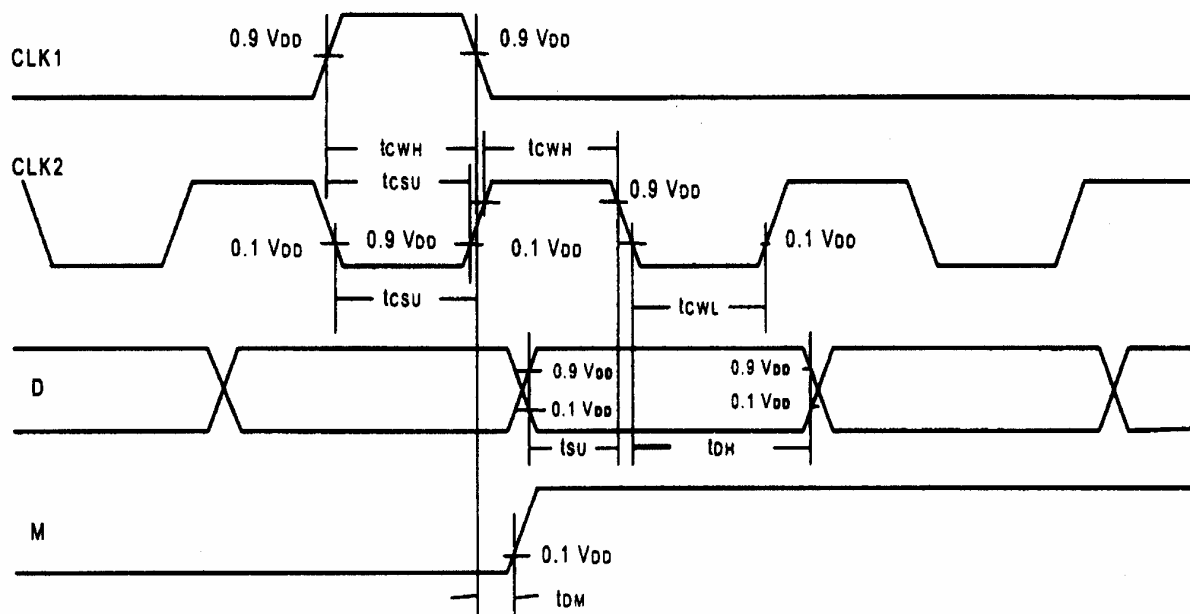 0.9 VDD
0.9 VDD
CLK1
tCWH
tCWH
CLK2
tCSU
0.9 VDD
0.1 VDD
0.9 VDD
0.1 VDD
0.1 VDD
tCSU
tCWL
D
0.9 VDD
0.9 VDD
0.1 VDD
0.1 VDD
tSU
tDH
M
0.1 VDD
tDM